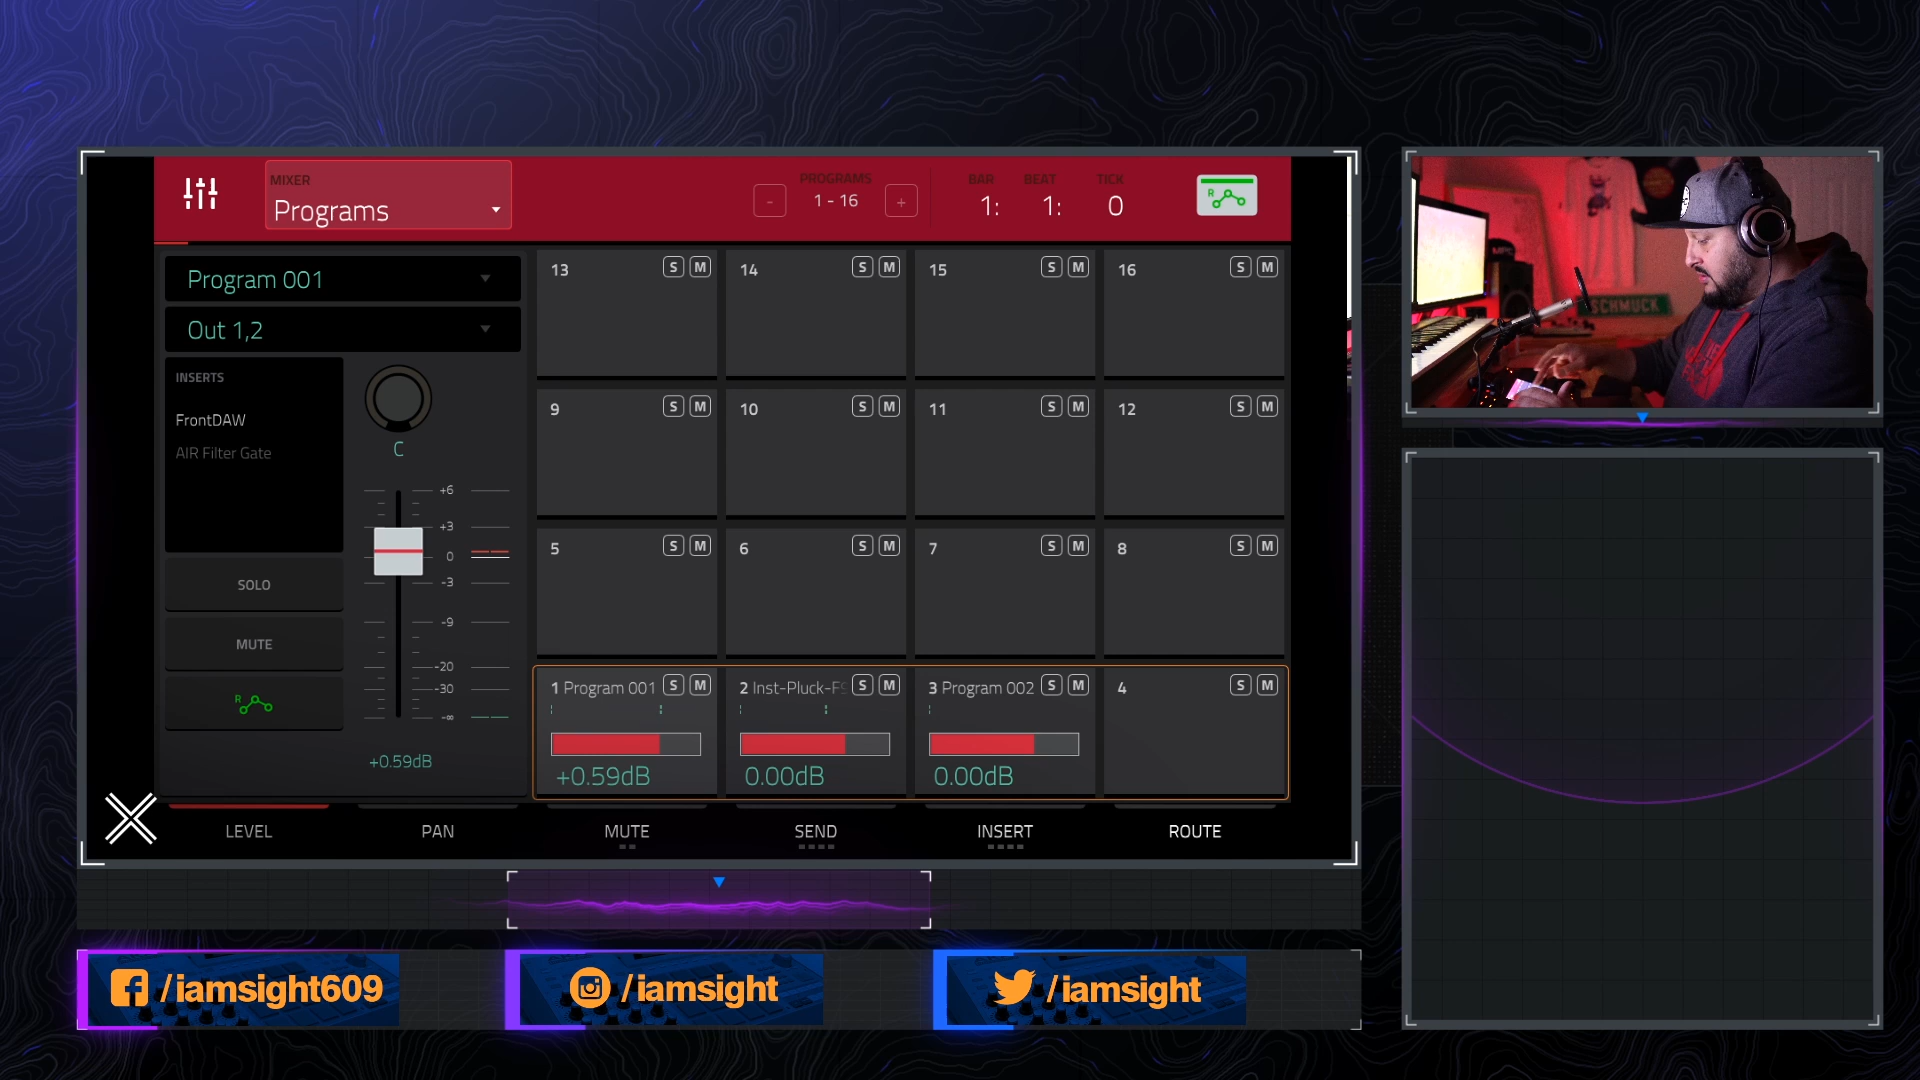 MIXER
Programs
PROGRAMS
- 1 - 16 +
BAR BEAT TICK
1: 1: 0
R
Program 001
Out 1,2
INSERTS
FrontDAW
AIR Filter Gate
C
+6
+3
0
-3
-9
-20
-30
-∞
+0.59dB
SOLO
MUTE
R
13 S M
14 S M
15 S M
16 S M
9 S M
10 S M
11 S M
12 S M
5 S M
6 S M
7 S M
8 S M
1 Program 001 S M
2 Inst-Pluck-F S M
3 Program 002 S M
4 S M
+0.59dB
0.00dB
0.00dB
LEVEL
PAN
MUTE
SEND
INSERT
ROUTE
SCHMUCK
/iamsight609
/iamsight
/iamsight